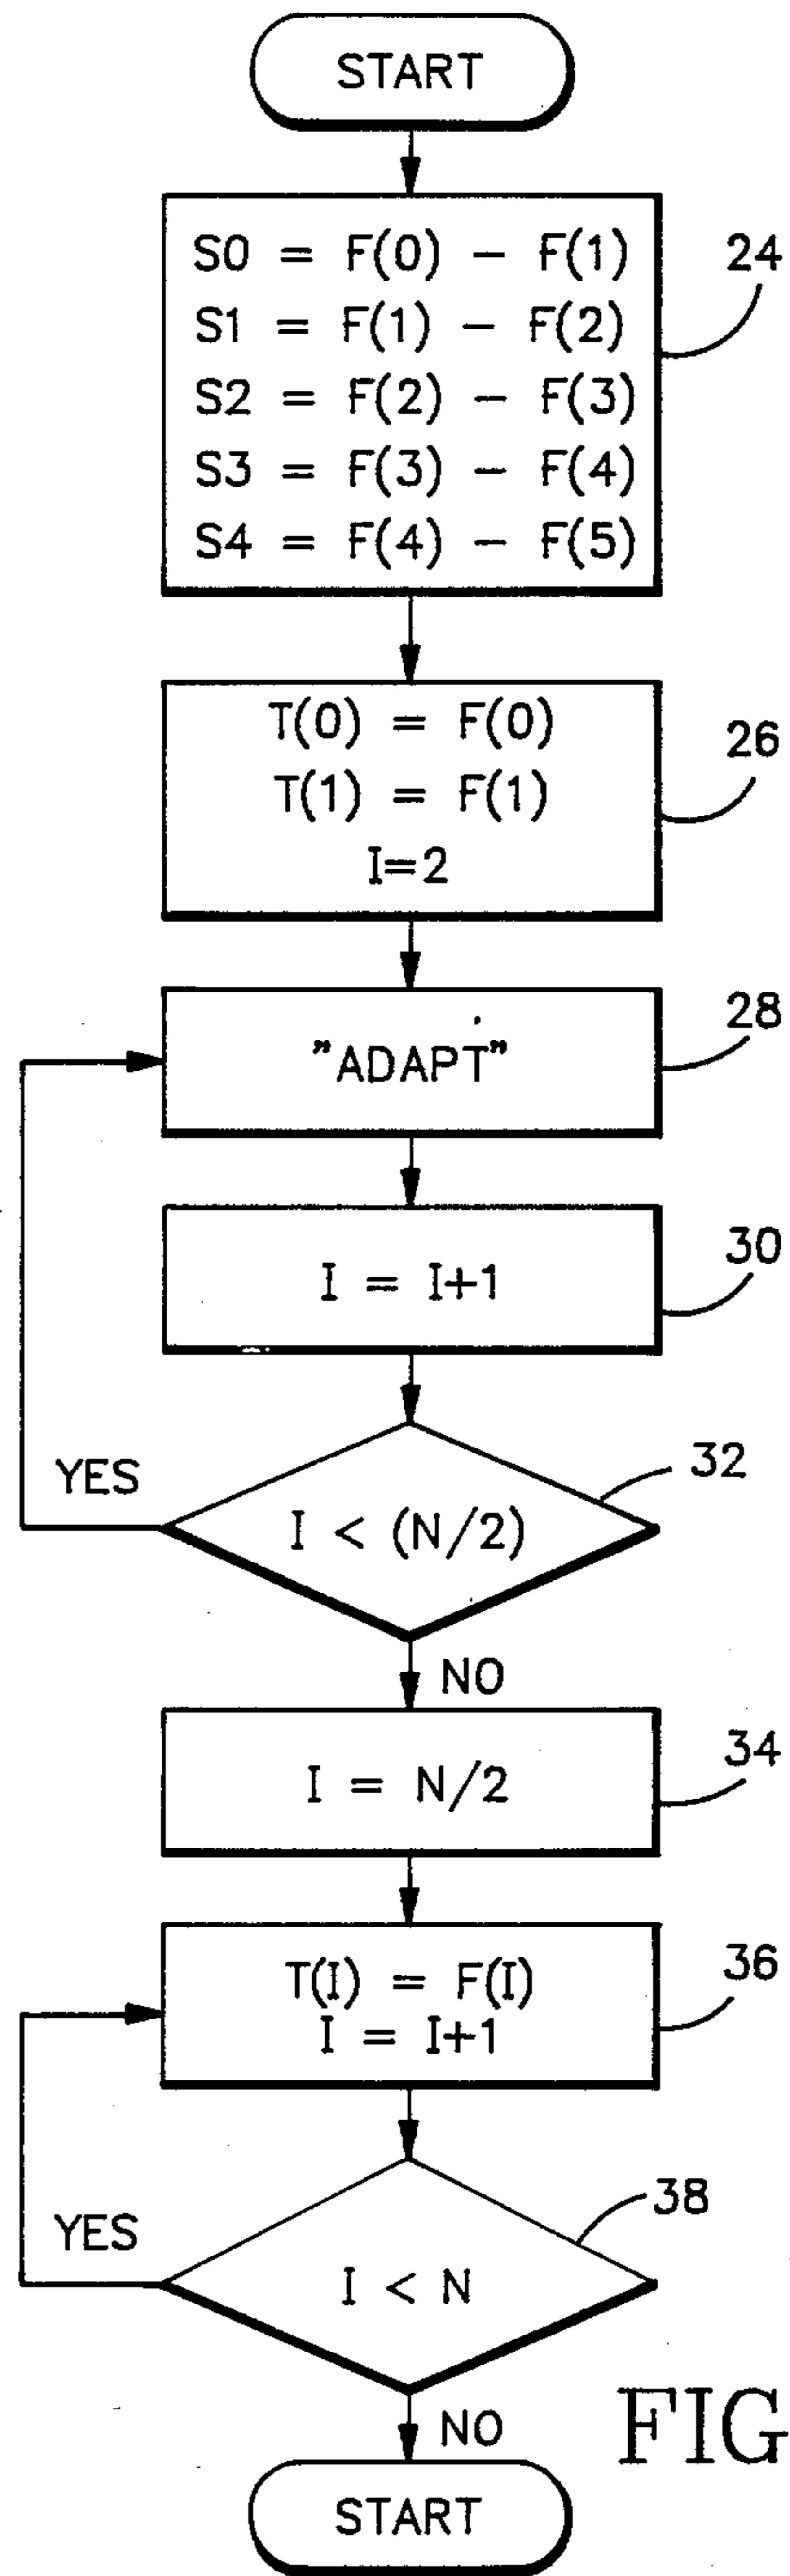 START
S0 = F(0) - F(1)
S1 = F(1) - F(2)
S2 = F(2) - F(3)
S3 = F(3) - F(4)
S4 = F(4) - F(5)
24
T(0) = F(0)
T(1) = F(1)
I=2
26
"ADAPT"
28
I = I+1
30
I < (N/2)
32
YES
NO
I = N/2
34
T(I) = F(I)
I = I+1
36
I < N
38
YES
NO
START
FIG